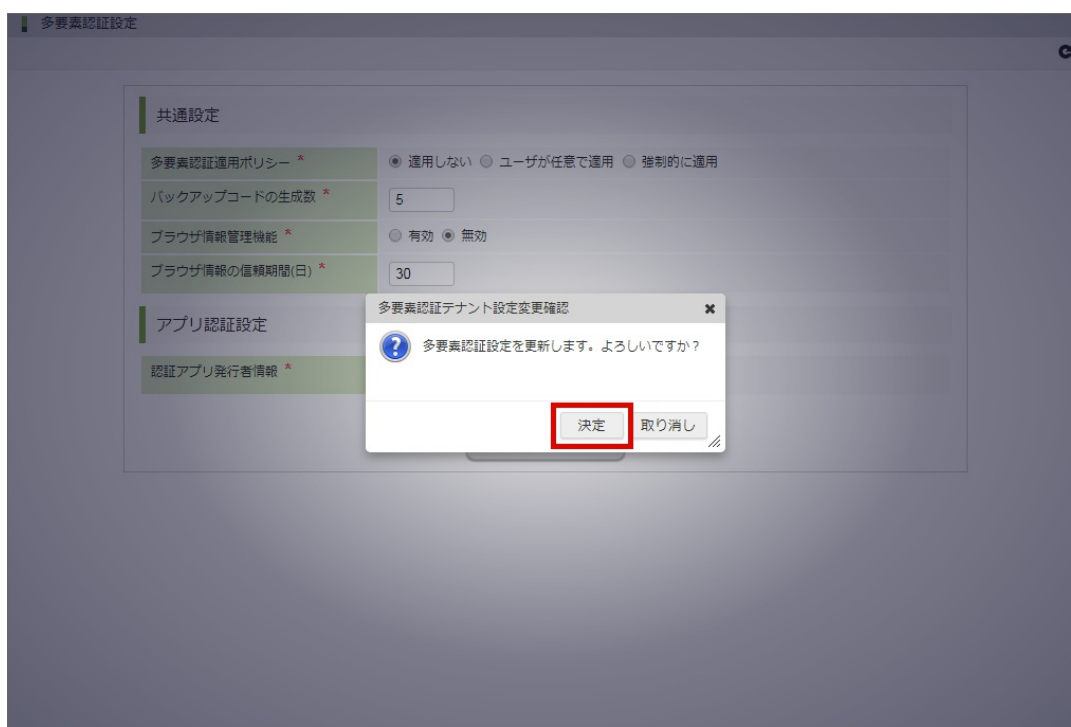 多要素認証設定
共通設定
多要素認証適用ポリシー * 適用しない ユーザが任意で適用 強制的に適用
バックアップコードの生成数 * 5
ブラウザ情報管理機能 * 有効 無効
ブラウザ情報の信頼期間(日) * 30
多要素認証テナント設定変更確認
アプリ認証設定
多要素認証設定を更新します。よろしいですか?
認証アプリ発行者情報 *
決定 取り消し